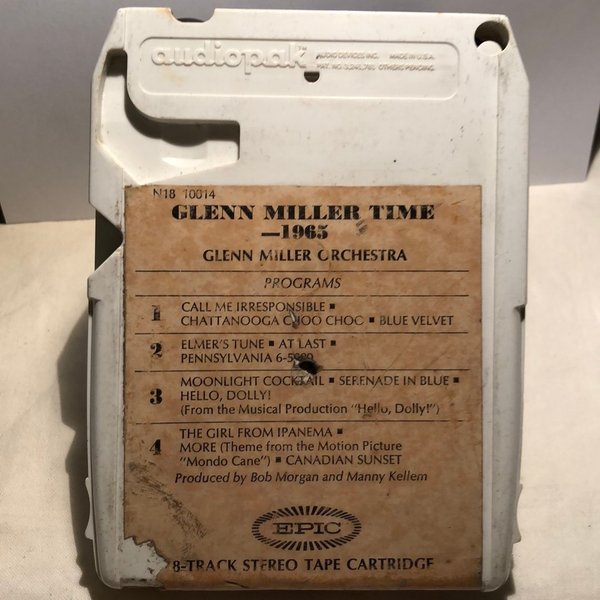 audiopak™
AUDIO DEVICES INC. MADE IN U.S.A.
PAT. NO. 3,241,785 OTHERS PENDING.
N18 10014
GLENN MILLER TIME
—1965
GLENN MILLER ORCHESTRA
PROGRAMS
1 CALL ME IRRESPONSIBLE ▪
CHATTANOOGA CHOO CHOO ▪ BLUE VELVET
2 ELMER'S TUNE ▪ AT LAST ▪
PENNSYLVANIA 6-5000
3 MOONLIGHT COCKTAIL ▪ SERENADE IN BLUE ▪
HELLO, DOLLY!
(From the Musical Production "Hello, Dolly!")
4 THE GIRL FROM IPANEMA ▪
MORE (Theme from the Motion Picture
"Mondo Cane") ▪ CANADIAN SUNSET
Produced by Bob Morgan and Manny Kellem
EPIC
8-TRACK STEREO TAPE CARTRIDGE